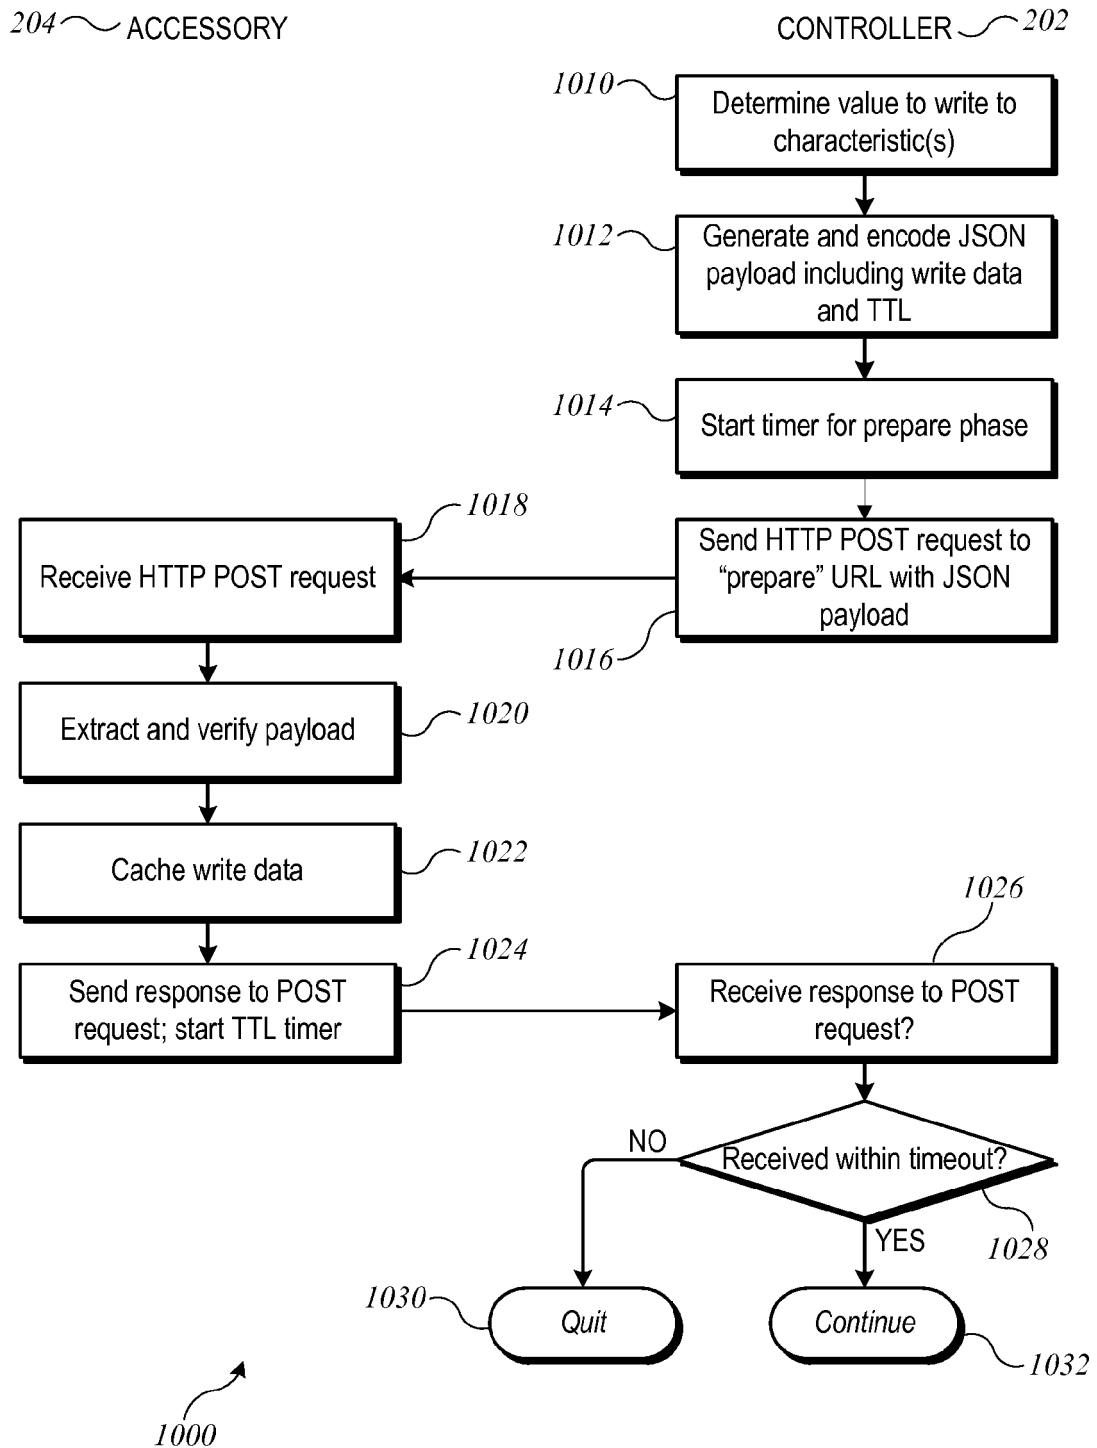 204 ACCESSORY
CONTROLLER 202
1010
Determine value to write to
characteristic(s)
1012
Generate and encode JSON
payload including write data
and TTL
1014
Start timer for prepare phase
1018
Receive HTTP POST request
Send HTTP POST request to
“prepare” URL with JSON
payload
1016
1020
Extract and verify payload
1022
Cache write data
1024
Send response to POST
request; start TTL timer
1026
Receive response to POST
request?
NO
Received within timeout?
YES
1028
1030
Quit
Continue
1032
1000